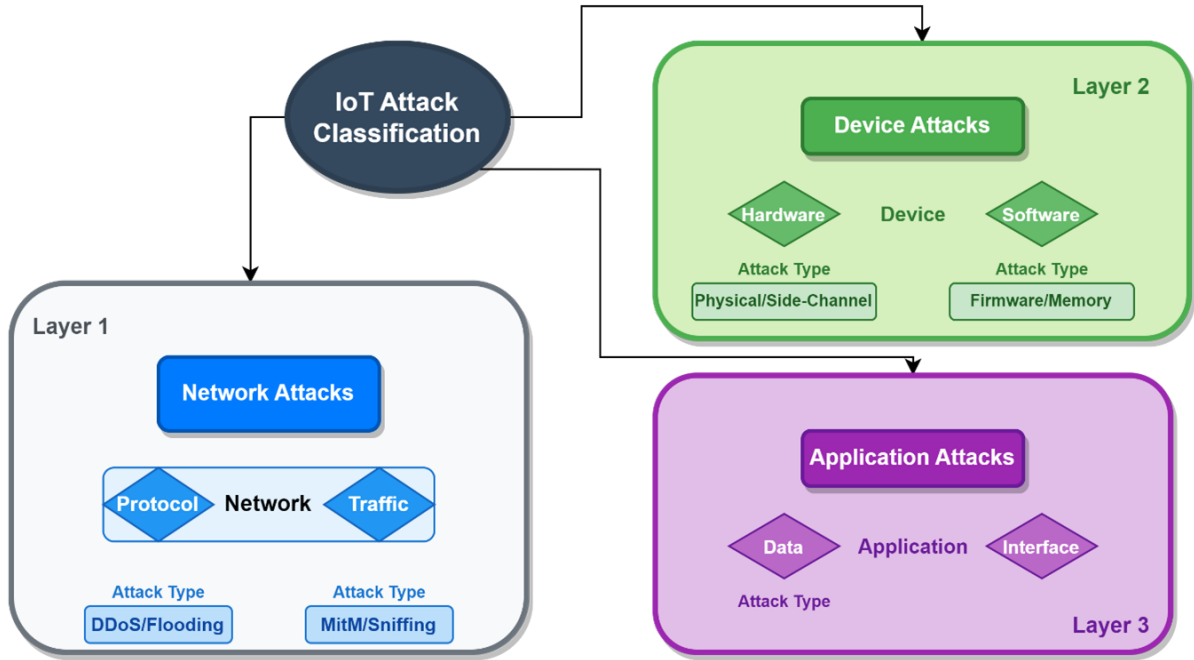 IoT Attack
Classification
Layer 2
Device Attacks
Hardware
Device
Software
Attack Type
Attack Type
Physical/Side-Channel
Firmware/Memory
Layer 1
Network Attacks
Protocol
Network
Traffic
Attack Type
Attack Type
DDoS/Flooding
MitM/Sniffing
Application Attacks
Data
Application
Interface
Attack Type
Layer 3